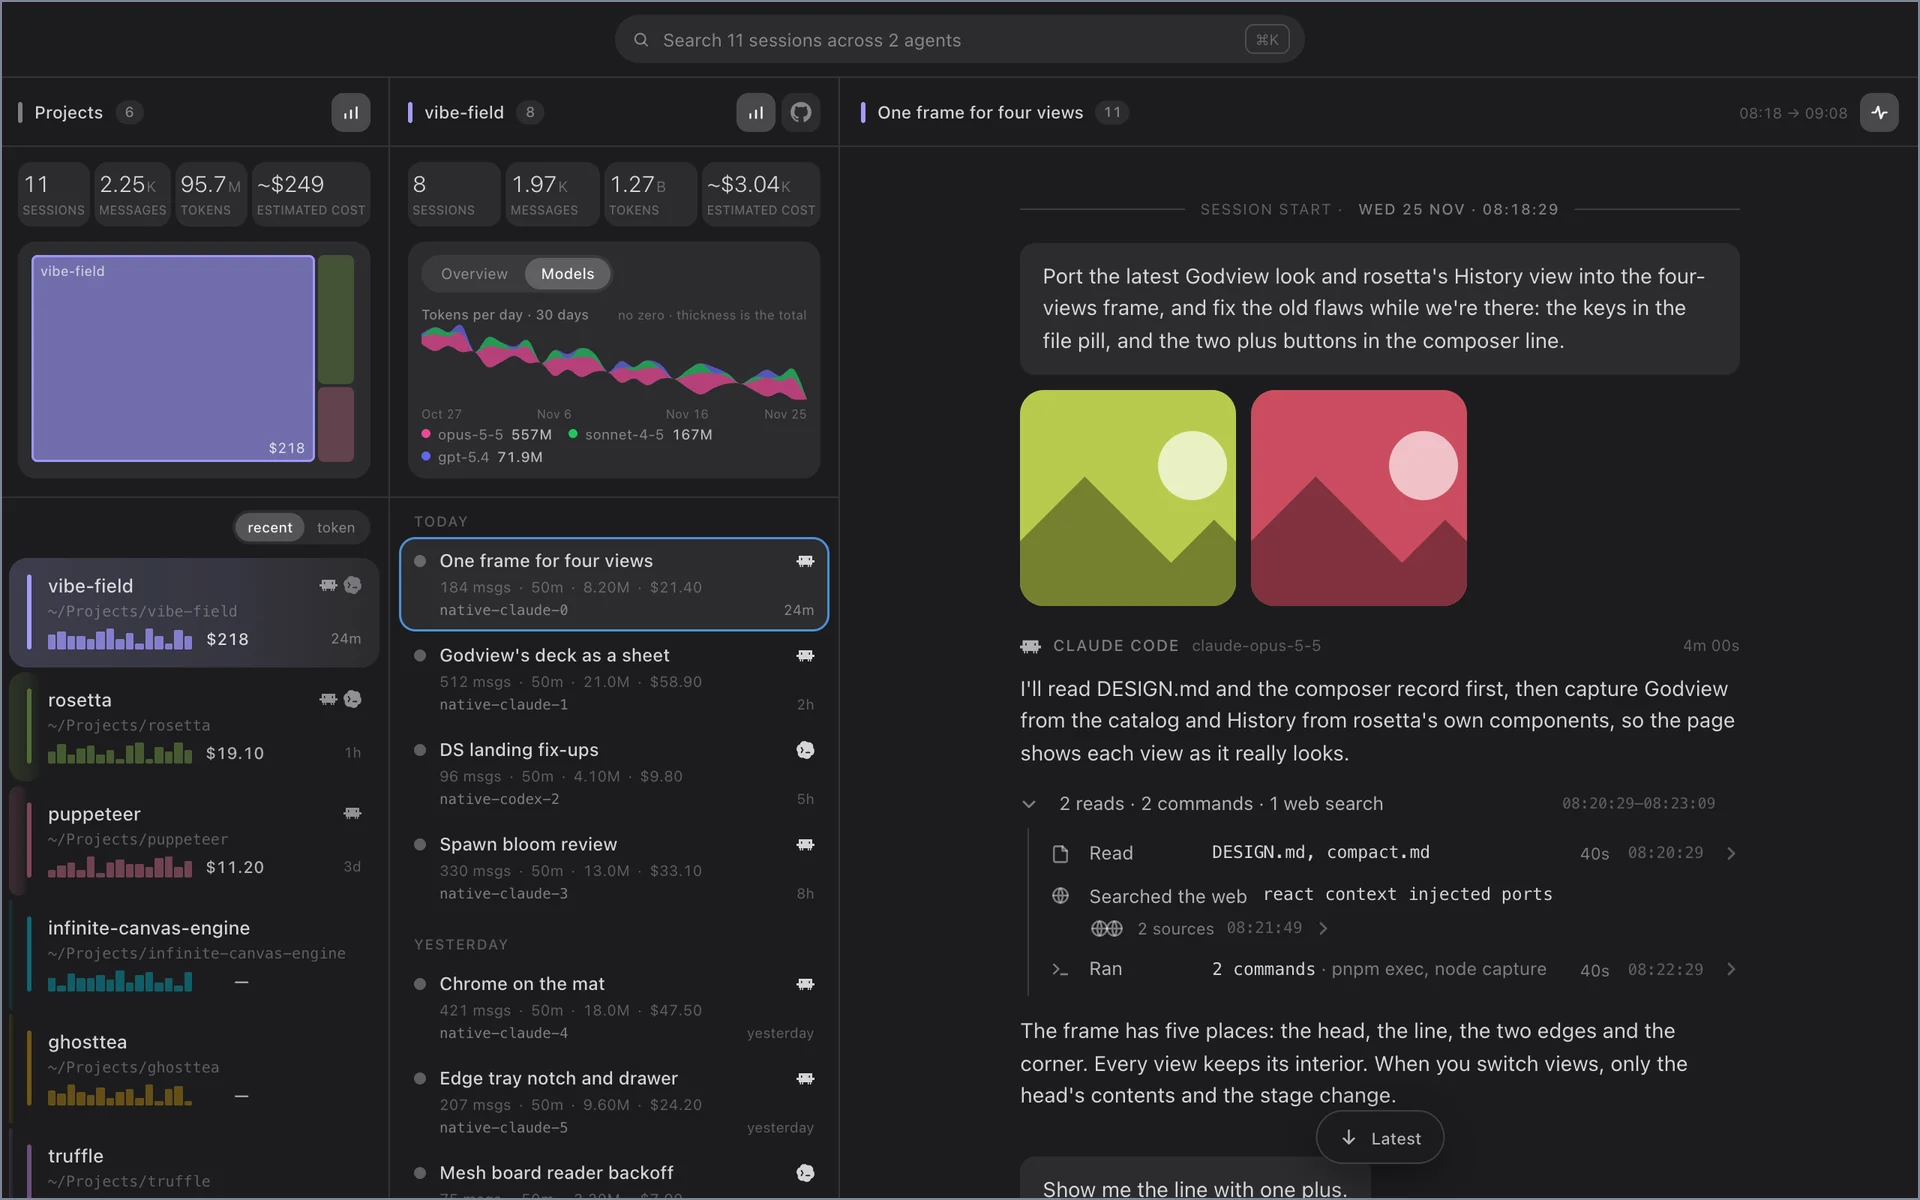 Search 11 sessions across 2 agents
⌘K
Projects 6
11
SESSIONS
2.25K
MESSAGES
95.7M
TOKENS
~$249
ESTIMATED COST
vibe-field
$218
recent token
vibe-field
~/Projects/vibe-field
$218 24m
rosetta
~/Projects/rosetta
$19.10 1h
puppeteer
~/Projects/puppeteer
$11.20 3d
infinite-canvas-engine
~/Projects/infinite-canvas-engine
—
ghosttea
~/Projects/ghosttea
—
truffle
~/Projects/truffle
vibe-field 8
8
SESSIONS
1.97K
MESSAGES
1.27B
TOKENS
~$3.04K
ESTIMATED COST
Overview Models
Tokens per day · 30 days no zero · thickness is the total
Oct 27 Nov 6 Nov 16 Nov 25
opus-5-5 557M sonnet-4-5 167M
gpt-5.4 71.9M
TODAY
One frame for four views
184 msgs · 50m · 8.20M · $21.40
native-claude-0 24m
Godview's deck as a sheet
512 msgs · 50m · 21.0M · $58.90
native-claude-1 2h
DS landing fix-ups
96 msgs · 50m · 4.10M · $9.80
native-codex-2 5h
Spawn bloom review
330 msgs · 50m · 13.0M · $33.10
native-claude-3 8h
YESTERDAY
Chrome on the mat
421 msgs · 50m · 18.0M · $47.50
native-claude-4 yesterday
Edge tray notch and drawer
207 msgs · 50m · 9.60M · $24.20
native-claude-5 yesterday
Mesh board reader backoff
One frame for four views 11
08:18 → 09:08
SESSION START · WED 25 NOV · 08:18:29
Port the latest Godview look and rosetta's History view into the four-
views frame, and fix the old flaws while we're there: the keys in the
file pill, and the two plus buttons in the composer line.
CLAUDE CODE claude-opus-5-5 4m 00s
I'll read DESIGN.md and the composer record first, then capture Godview
from the catalog and History from rosetta's own components, so the page
shows each view as it really looks.
2 reads · 2 commands · 1 web search 08:20:29–08:23:09
Read DESIGN.md, compact.md 40s 08:20:29
Searched the web react context injected ports
2 sources 08:21:49
Ran 2 commands · pnpm exec, node capture 40s 08:22:29
The frame has five places: the head, the line, the two edges and the
corner. Every view keeps its interior. When you switch views, only the
head's contents and the stage change.
Latest
Show me the line with one plus.